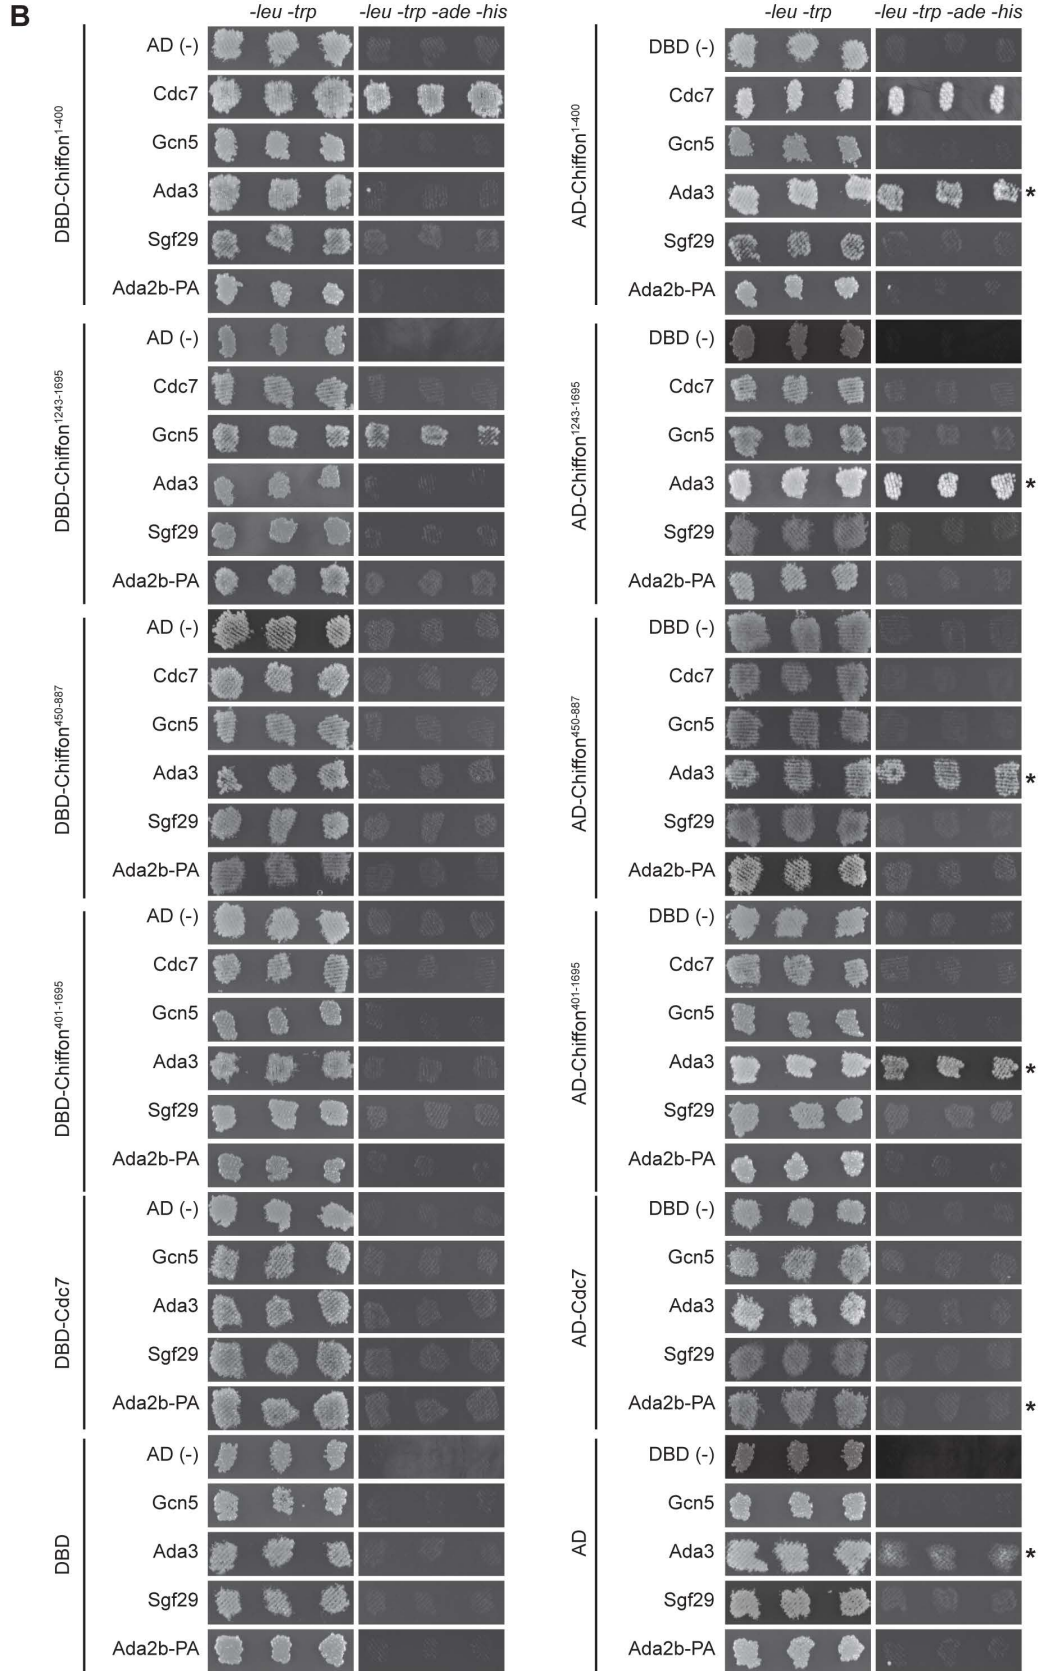 B
-leu -trp
-leu -trp -ade -his
DBD-Chiffon1-400
AD (-)
Cdc7
Gcn5
Ada3
Sgf29
Ada2b-PA
DBD-Chiffon1243-1695
AD (-)
Cdc7
Gcn5
Ada3
Sgf29
Ada2b-PA
DBD-Chiffon450-887
AD (-)
Cdc7
Gcn5
Ada3
Sgf29
Ada2b-PA
DBD-Chiffon401-1695
AD (-)
Cdc7
Gcn5
Ada3
Sgf29
Ada2b-PA
DBD-Cdc7
AD (-)
Gcn5
Ada3
Sgf29
Ada2b-PA
DBD
AD (-)
Gcn5
Ada3
Sgf29
Ada2b-PA
-leu -trp
-leu -trp -ade -his
AD-Chiffon1-400
DBD (-)
Cdc7
Gcn5
Ada3 *
Sgf29
Ada2b-PA
AD-Chiffon1243-1695
DBD (-)
Cdc7
Gcn5
Ada3 *
Sgf29
Ada2b-PA
AD-Chiffon450-887
DBD (-)
Cdc7
Gcn5
Ada3 *
Sgf29
Ada2b-PA
AD-Chiffon401-1695
DBD (-)
Cdc7
Gcn5
Ada3 *
Sgf29
Ada2b-PA
AD-Cdc7
DBD (-)
Gcn5
Ada3
Sgf29
Ada2b-PA *
AD
DBD (-)
Gcn5
Ada3 *
Sgf29
Ada2b-PA